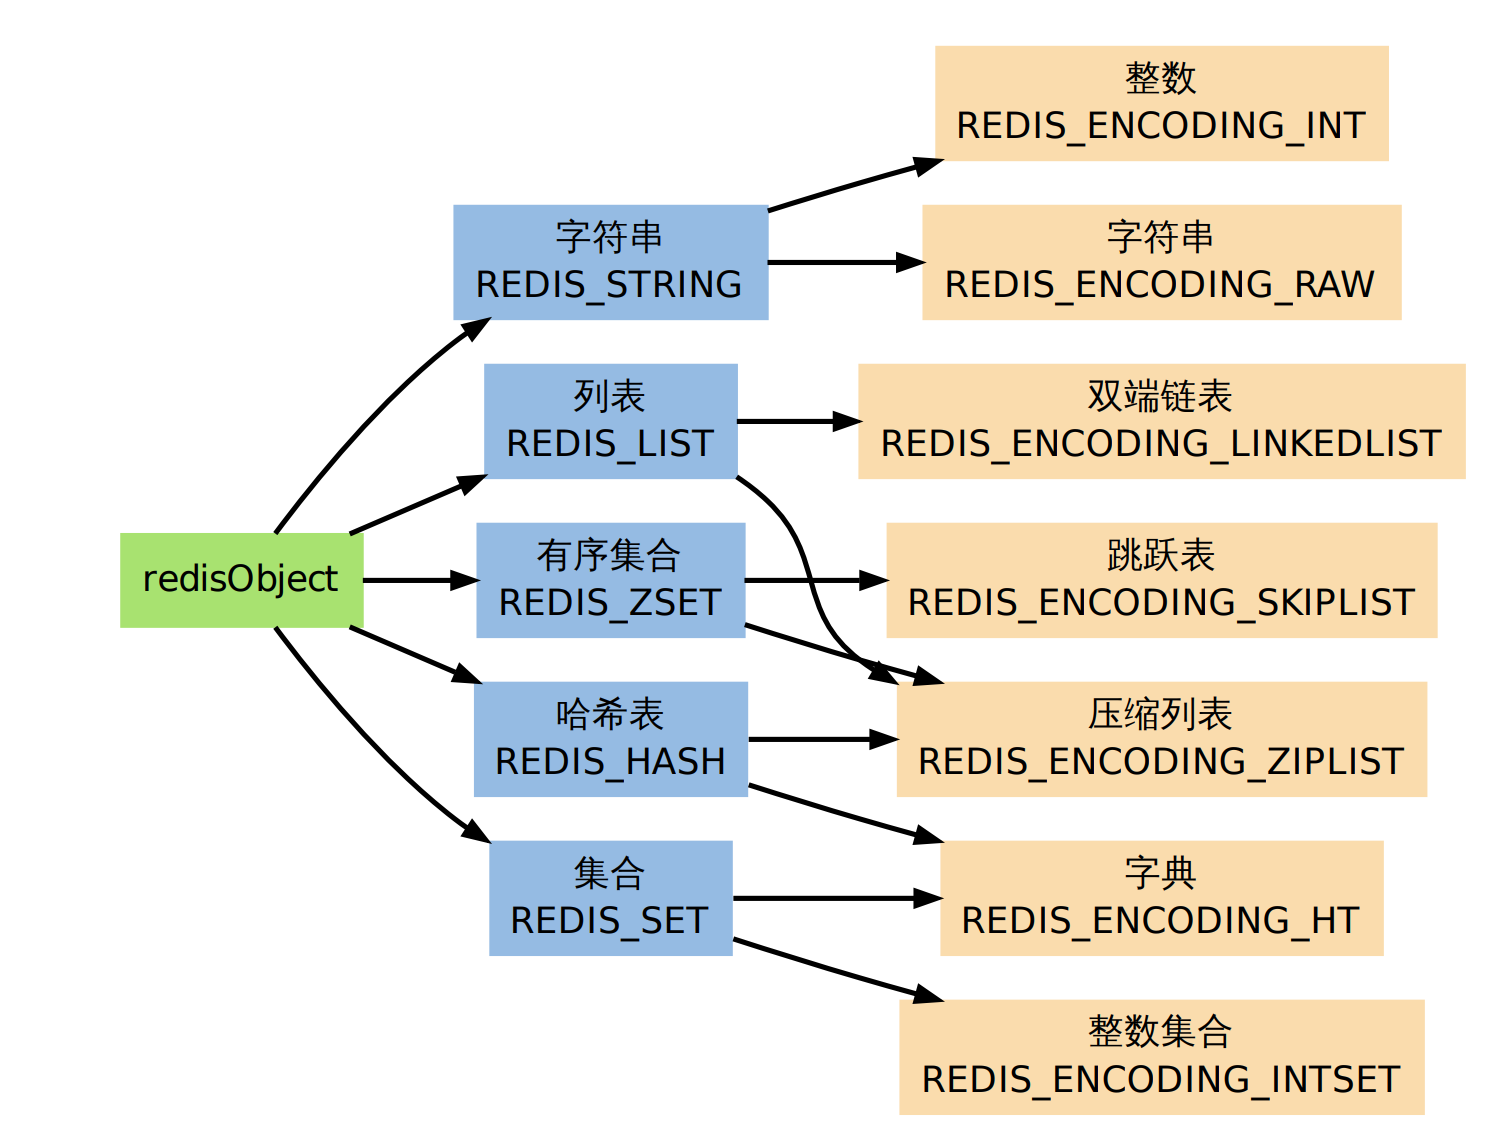 redisObject
字符串
REDIS_STRING
列表
REDIS_LIST
有序集合
REDIS_ZSET
哈希表
REDIS_HASH
集合
REDIS_SET
整数
REDIS_ENCODING_INT
字符串
REDIS_ENCODING_RAW
双端链表
REDIS_ENCODING_LINKEDLIST
跳跃表
REDIS_ENCODING_SKIPLIST
压缩列表
REDIS_ENCODING_ZIPLIST
字典
REDIS_ENCODING_HT
整数集合
REDIS_ENCODING_INTSET